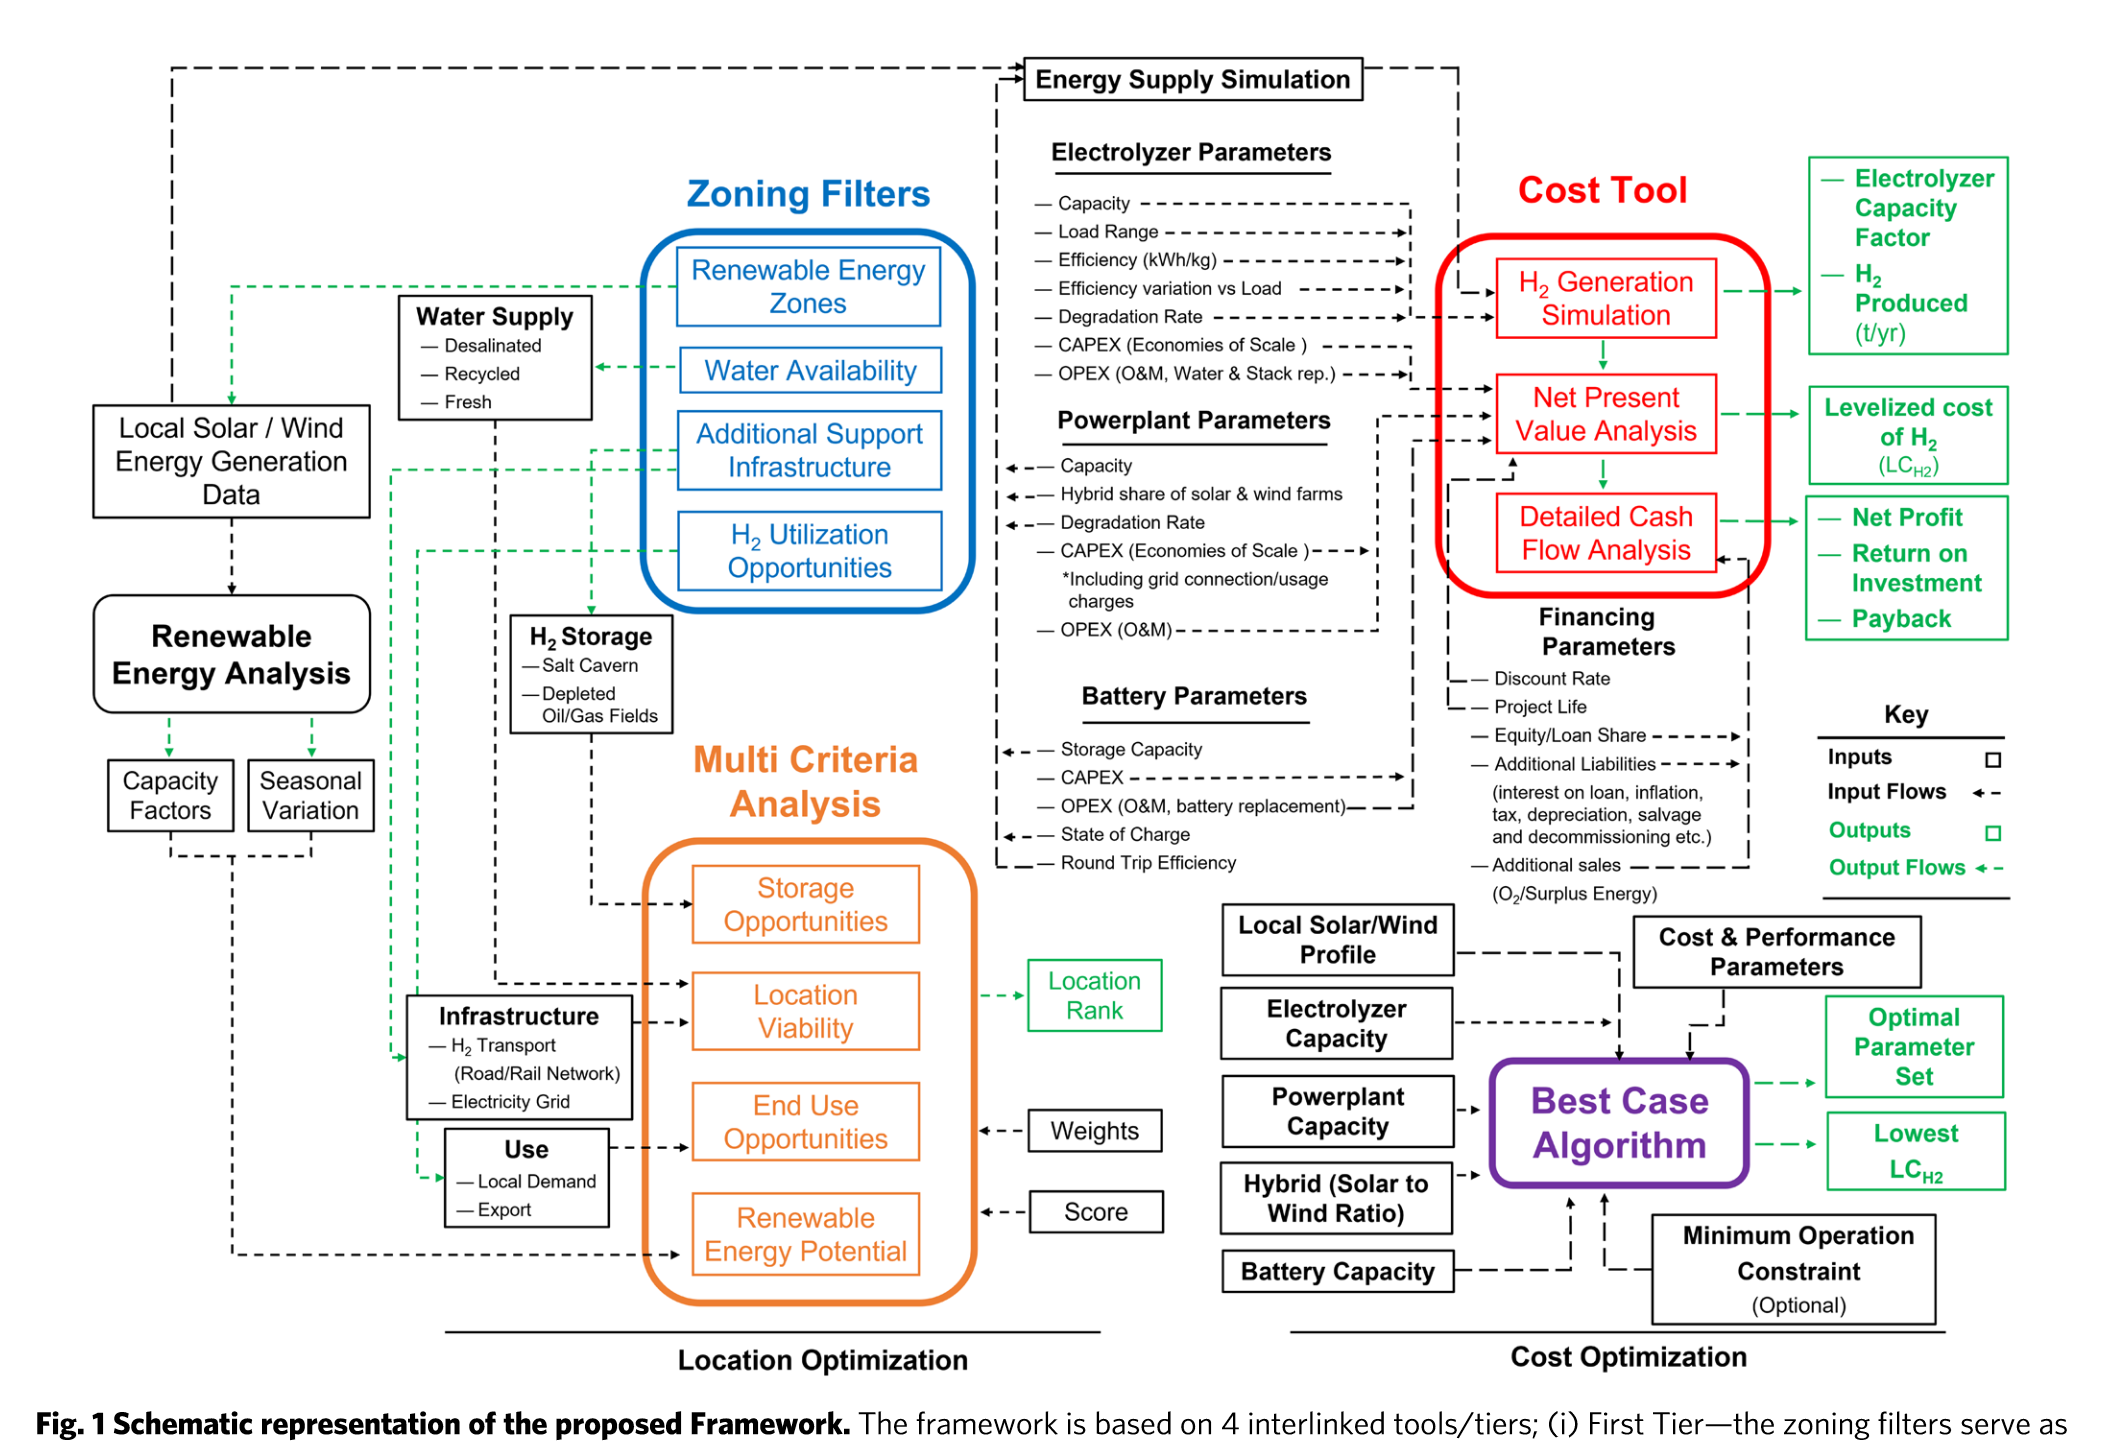 Energy Supply Simulation
Zoning Filters
Renewable Energy
Zones
Water Availability
Additional Support
Infrastructure
H2 Utilization
Opportunities
Water Supply
— Desalinated
— Recycled
— Fresh
Local Solar / Wind
Energy Generation
Data
Renewable
Energy Analysis
Capacity
Factors
Seasonal
Variation
H2 Storage
— Salt Cavern
— Depleted
Oil/Gas Fields
Multi Criteria
Analysis
Storage
Opportunities
Location
Viability
End Use
Opportunities
Renewable
Energy Potential
Infrastructure
— H2 Transport
(Road/Rail Network)
— Electricity Grid
Use
— Local Demand
— Export
Location
Rank
Weights
Score
Location Optimization
Electrolyzer Parameters
— Capacity
— Load Range
— Efficiency (kWh/kg)
— Efficiency variation vs Load
— Degradation Rate
— CAPEX (Economies of Scale )
— OPEX (O&M, Water & Stack rep.)
Powerplant Parameters
— Capacity
— Hybrid share of solar & wind farms
— Degradation Rate
— CAPEX (Economies of Scale )
*Including grid connection/usage
charges
— OPEX (O&M)
Battery Parameters
— Storage Capacity
— CAPEX
— OPEX (O&M, battery replacement)
— State of Charge
— Round Trip Efficiency
Cost Tool
H2 Generation
Simulation
Net Present
Value Analysis
Detailed Cash
Flow Analysis
— Electrolyzer
Capacity
Factor
— H2
Produced
(t/yr)
Levelized cost
of H2
(LCH2)
— Net Profit
— Return on
Investment
— Payback
Financing
Parameters
— Discount Rate
— Project Life
— Equity/Loan Share
— Additional Liabilities
(interest on loan, inflation,
tax, depreciation, salvage
and decommissioning etc.)
— Additional sales
(O2/Surplus Energy)
Key
Inputs
Input Flows
Outputs
Output Flows
Local Solar/Wind
Profile
Electrolyzer
Capacity
Powerplant
Capacity
Hybrid (Solar to
Wind Ratio)
Battery Capacity
Cost & Performance
Parameters
Best Case
Algorithm
Optimal
Parameter
Set
Lowest
LCH2
Minimum Operation
Constraint
(Optional)
Cost Optimization
Fig. 1 Schematic representation of the proposed Framework. The framework is based on 4 interlinked tools/tiers; (i) First Tier—the zoning filters serve as